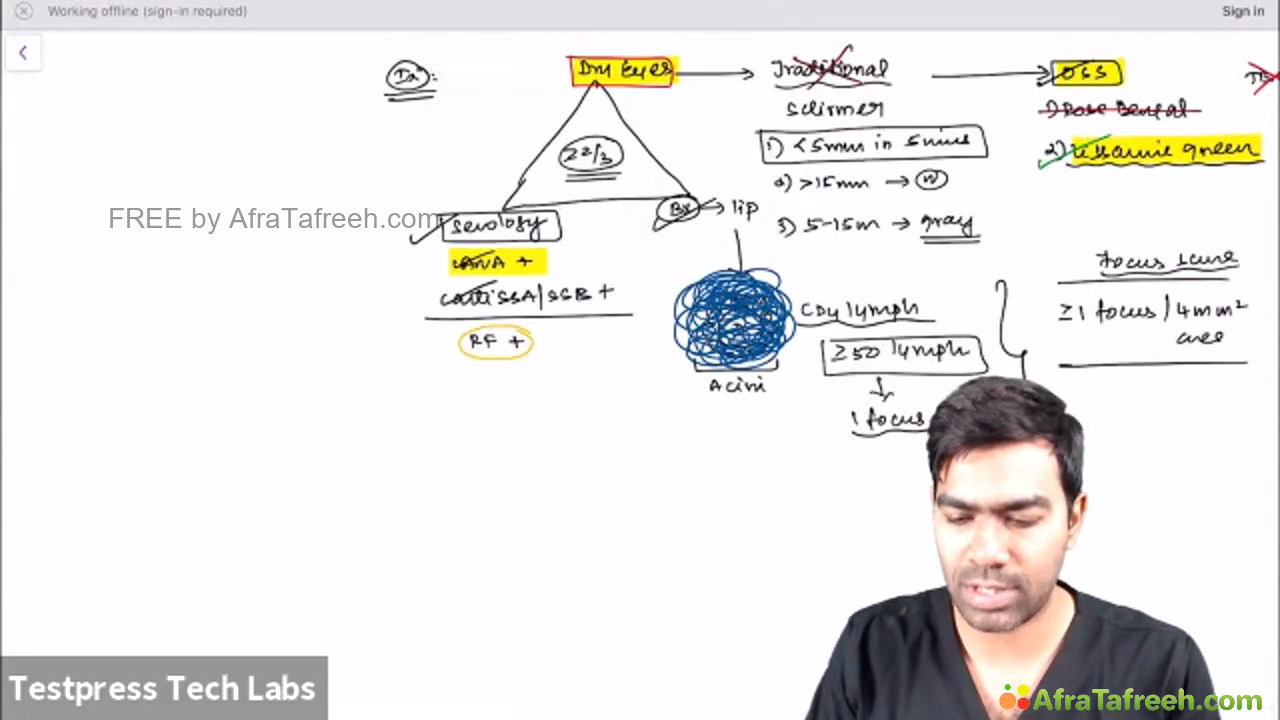 Working offline (sign-in required)
Sign in
Dry Eyes
Traditional
OSS
Schirmer
1) Rose Bengal
1) <5mm in 5mins
2) Lissamine green
≥2/3
2) >15mm → N
Bx → lip
FREE by AfraTafreeh.com
Serology
3) 5-15m → gray
ANA +
focus score
anti SSA/SSB +
CD4 lymph
≥1 focus / 4mm²
area
RF +
≥50 lymph
Acini
1 focus
Testpress Tech Labs
AfraTafreeh.com